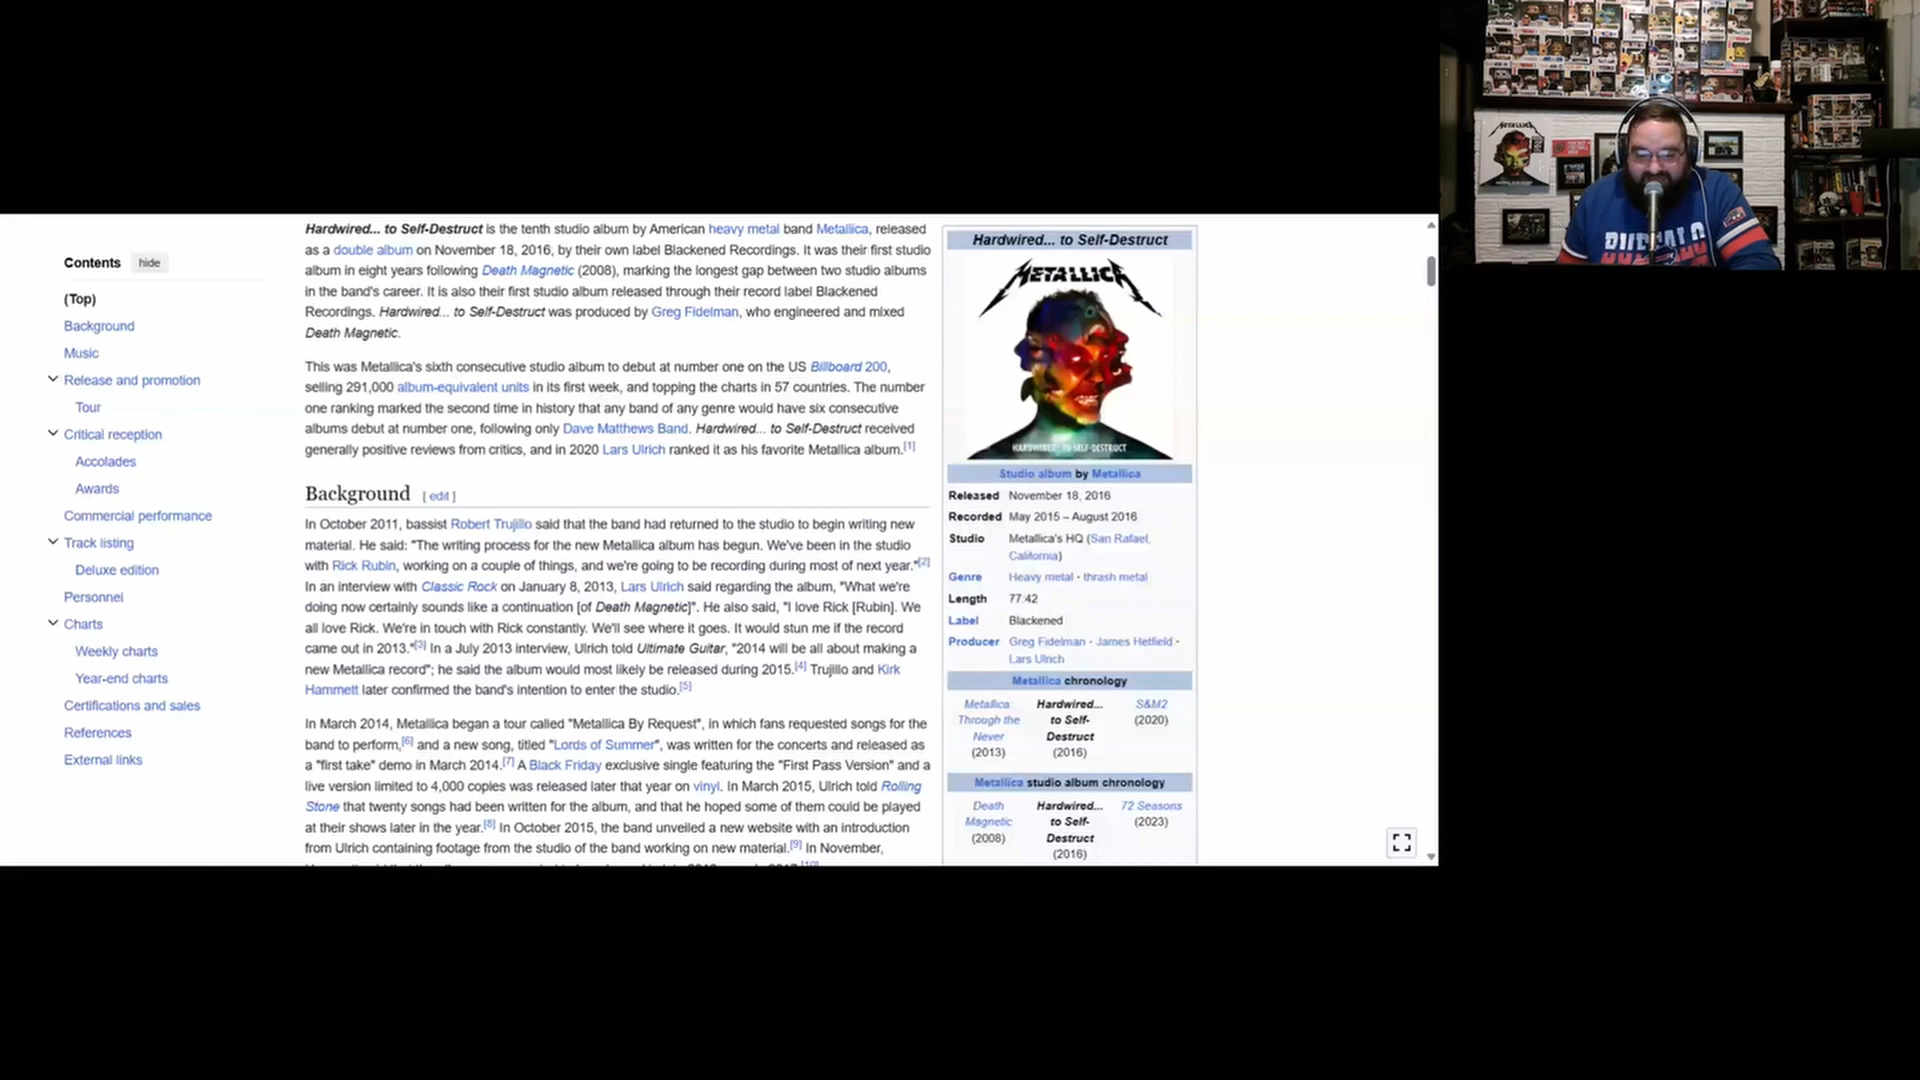 Contents hide
(Top)
Background
Music
Release and promotion
Tour
Critical reception
Accolades
Awards
Commercial performance
Track listing
Deluxe edition
Personnel
Charts
Weekly charts
Year-end charts
Certifications and sales
References
External links
Hardwired... to Self-Destruct is the tenth studio album by American heavy metal band Metallica, released
as a double album on November 18, 2016, by their own label Blackened Recordings. It was their first studio
album in eight years following Death Magnetic (2008), marking the longest gap between two studio albums
in the band's career. It is also their first studio album released through their record label Blackened
Recordings. Hardwired... to Self-Destruct was produced by Greg Fidelman, who engineered and mixed
Death Magnetic.
This was Metallica's sixth consecutive studio album to debut at number one on the US Billboard 200,
selling 291,000 album-equivalent units in its first week, and topping the charts in 57 countries. The number
one ranking marked the second time in history that any band of any genre would have six consecutive
albums debut at number one, following only Dave Matthews Band. Hardwired... to Self-Destruct received
generally positive reviews from critics, and in 2020 Lars Ulrich ranked it as his favorite Metallica album.[1]
Background [ edit ]
In October 2011, bassist Robert Trujillo said that the band had returned to the studio to begin writing new
material. He said: "The writing process for the new Metallica album has begun. We've been in the studio
with Rick Rubin, working on a couple of things, and we're going to be recording during most of next year."[2]
In an interview with Classic Rock on January 8, 2013, Lars Ulrich said regarding the album, "What we're
doing now certainly sounds like a continuation [of Death Magnetic]". He also said, "I love Rick [Rubin]. We
all love Rick. We're in touch with Rick constantly. We'll see where it goes. It would stun me if the record
came out in 2013."[3] In a July 2013 interview, Ulrich told Ultimate Guitar, "2014 will be all about making a
new Metallica record"; he said the album would most likely be released during 2015.[4] Trujillo and Kirk
Hammett later confirmed the band's intention to enter the studio.[5]
In March 2014, Metallica began a tour called "Metallica By Request", in which fans requested songs for the
band to perform,[6] and a new song, titled "Lords of Summer", was written for the concerts and released as
a "first take" demo in March 2014.[7] A Black Friday exclusive single featuring the "First Pass Version" and a
live version limited to 4,000 copies was released later that year on vinyl. In March 2015, Ulrich told Rolling
Stone that twenty songs had been written for the album, and that he hoped some of them could be played
at their shows later in the year.[8] In October 2015, the band unveiled a new website with an introduction
from Ulrich containing footage from the studio of the band working on new material.[9] In November,
Hardwired... to Self-Destruct
METALLICA
HARDWIRED...TO SELF-DESTRUCT
Studio album by Metallica
Released November 18, 2016
Recorded May 2015 – August 2016
Studio Metallica's HQ (San Rafael,
California)
Genre Heavy metal · thrash metal
Length 77:42
Label Blackened
Producer Greg Fidelman · James Hetfield ·
Lars Ulrich
Metallica chronology
Metallica Through the Never (2013)
Hardwired... to Self-Destruct (2016)
S&M2 (2020)
Metallica studio album chronology
Death Magnetic (2008)
Hardwired... to Self-Destruct (2016)
72 Seasons (2023)
METALLICA
BUFFALO